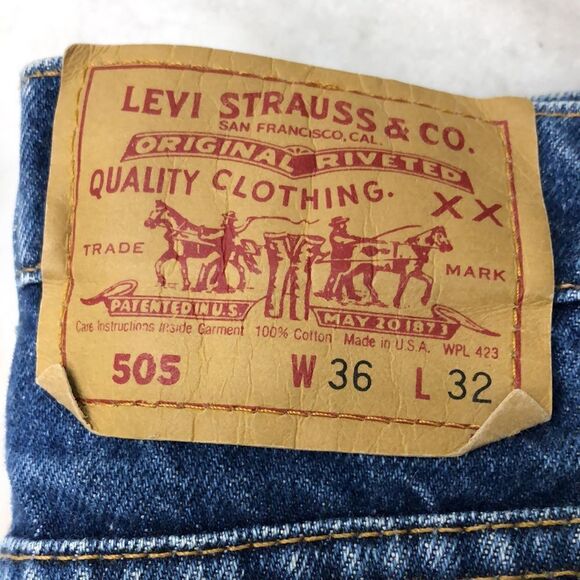 LEVI STRAUSS & CO.
SAN FRANCISCO, CAL.
ORIGINAL RIVETED
QUALITY CLOTHING. XX
TRADE MARK
PATENTED IN U.S. MAY 20 1873
Care Instructions Inside Garment 100% Cotton Made in U.S.A. WPL 423
505 W 36 L 32